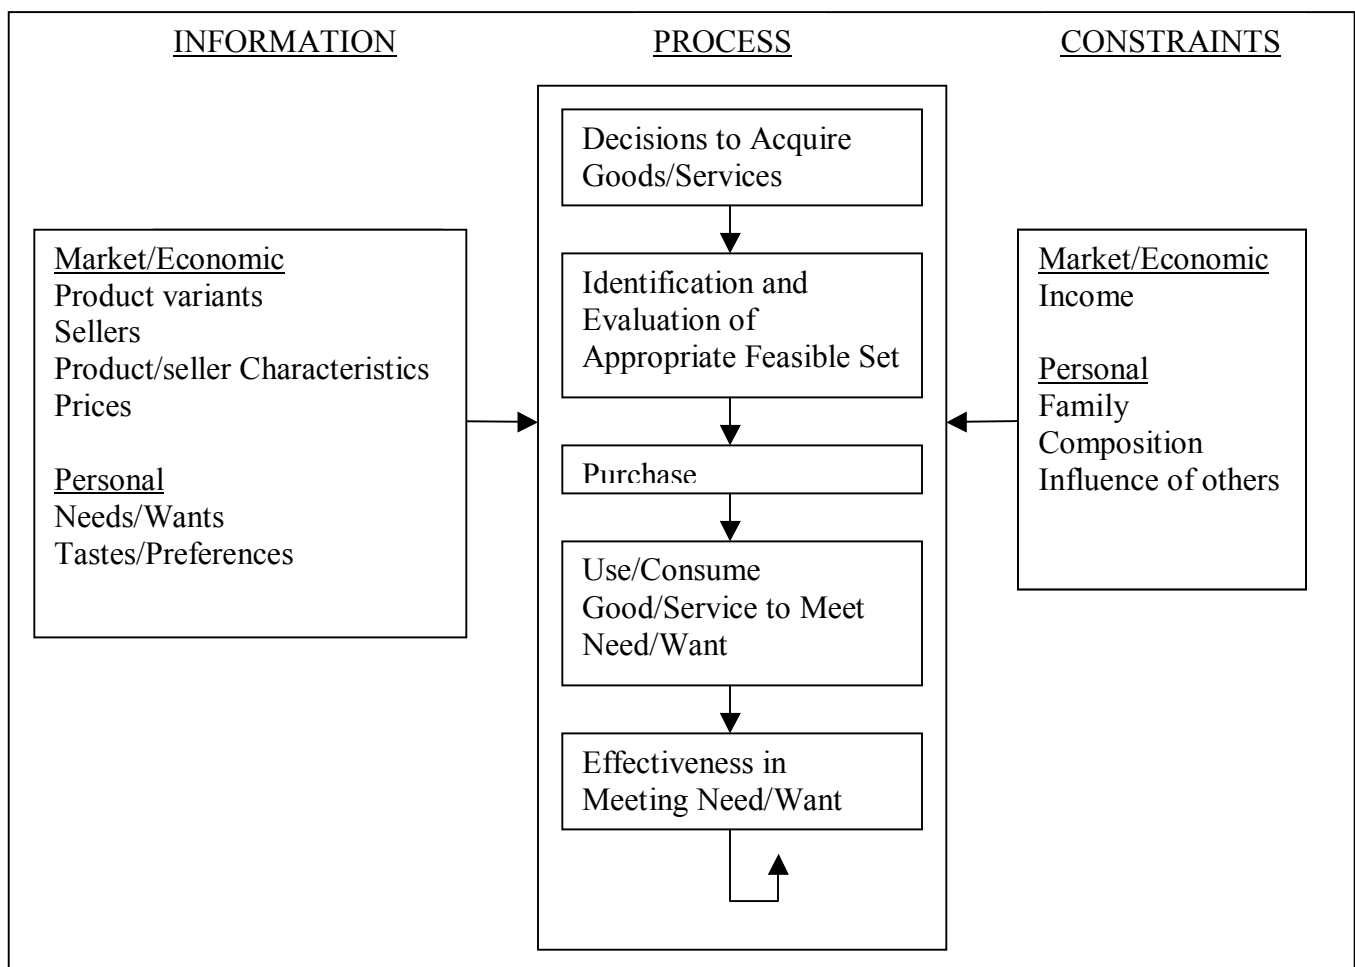 INFORMATION
PROCESS
CONSTRAINTS
Market/Economic
Product variants
Sellers
Product/seller Characteristics
Prices
Personal
Needs/Wants
Tastes/Preferences
Decisions to Acquire
Goods/Services
Identification and
Evaluation of
Appropriate Feasible Set
Purchase
Use/Consume
Good/Service to Meet
Need/Want
Effectiveness in
Meeting Need/Want
Market/Economic
Income
Personal
Family
Composition
Influence of others